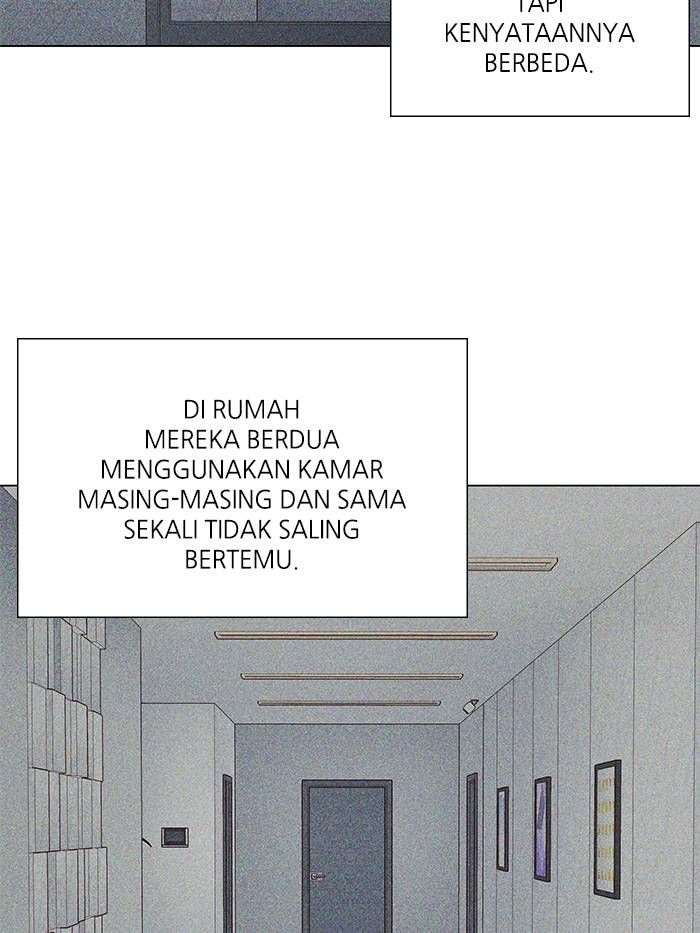 TAPI
KENYATAANNYA
BERBEDA.
DI RUMAH
MEREKA BERDUA
MENGGUNAKAN KAMAR
MASING-MASING DAN SAMA
SEKALI TIDAK SALING
BERTEMU.